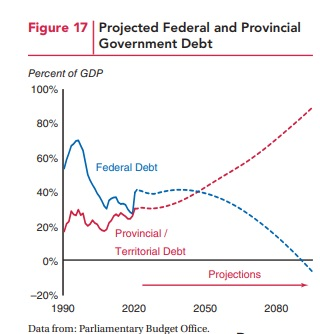 Figure 17 Projected Federal and Provincial
Government Debt
Percent of GDP
100%
80%
60%
40%
20%
0%
–20%
Federal Debt
Provincial /
Territorial Debt
Projections
1990 2020 2050 2080
Data from: Parliamentary Budget Office.